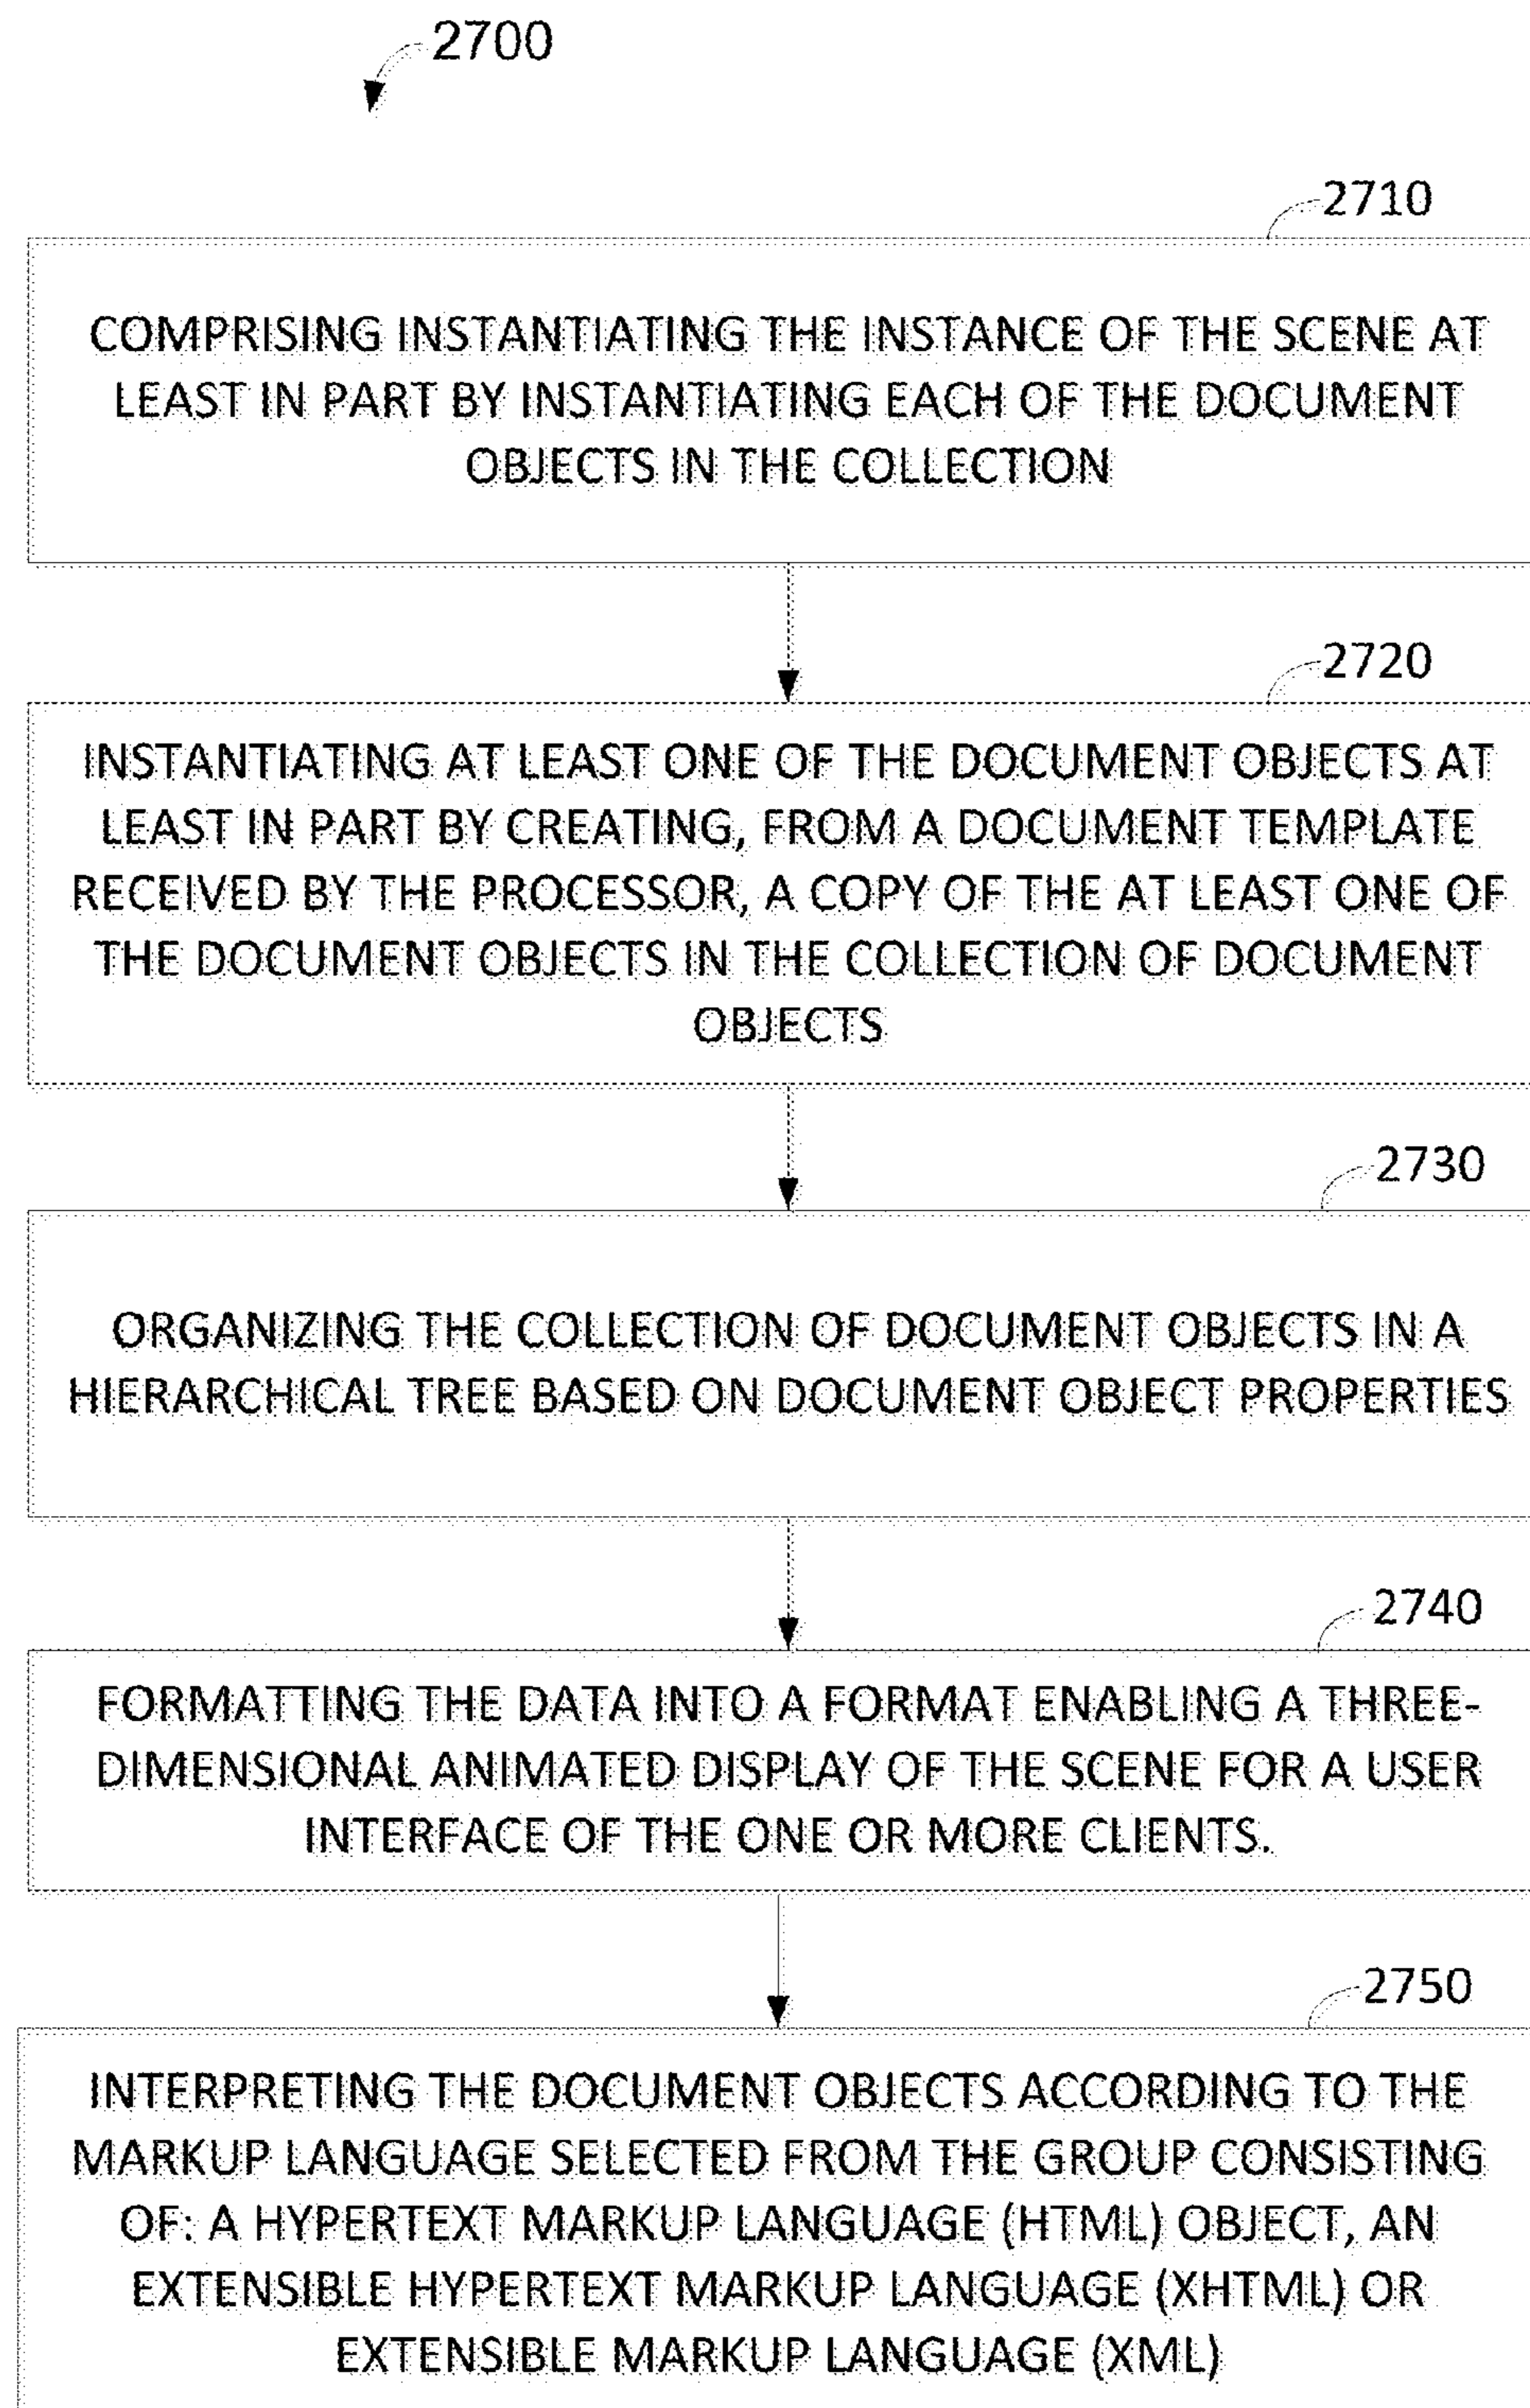 2700
2710
COMPRISING INSTANTIATING THE INSTANCE OF THE SCENE AT
LEAST IN PART BY INSTANTIATING EACH OF THE DOCUMENT
OBJECTS IN THE COLLECTION
2720
INSTANTIATING AT LEAST ONE OF THE DOCUMENT OBJECTS AT
LEAST IN PART BY CREATING, FROM A DOCUMENT TEMPLATE
RECEIVED BY THE PROCESSOR, A COPY OF THE AT LEAST ONE OF
THE DOCUMENT OBJECTS IN THE COLLECTION OF DOCUMENT
OBJECTS
2730
ORGANIZING THE COLLECTION OF DOCUMENT OBJECTS IN A
HIERARCHICAL TREE BASED ON DOCUMENT OBJECT PROPERTIES
2740
FORMATTING THE DATA INTO A FORMAT ENABLING A THREE-
DIMENSIONAL ANIMATED DISPLAY OF THE SCENE FOR A USER
INTERFACE OF THE ONE OR MORE CLIENTS.
2750
INTERPRETING THE DOCUMENT OBJECTS ACCORDING TO THE
MARKUP LANGUAGE SELECTED FROM THE GROUP CONSISTING
OF: A HYPERTEXT MARKUP LANGUAGE (HTML) OBJECT, AN
EXTENSIBLE HYPERTEXT MARKUP LANGUAGE (XHTML) OR
EXTENSIBLE MARKUP LANGUAGE (XML)